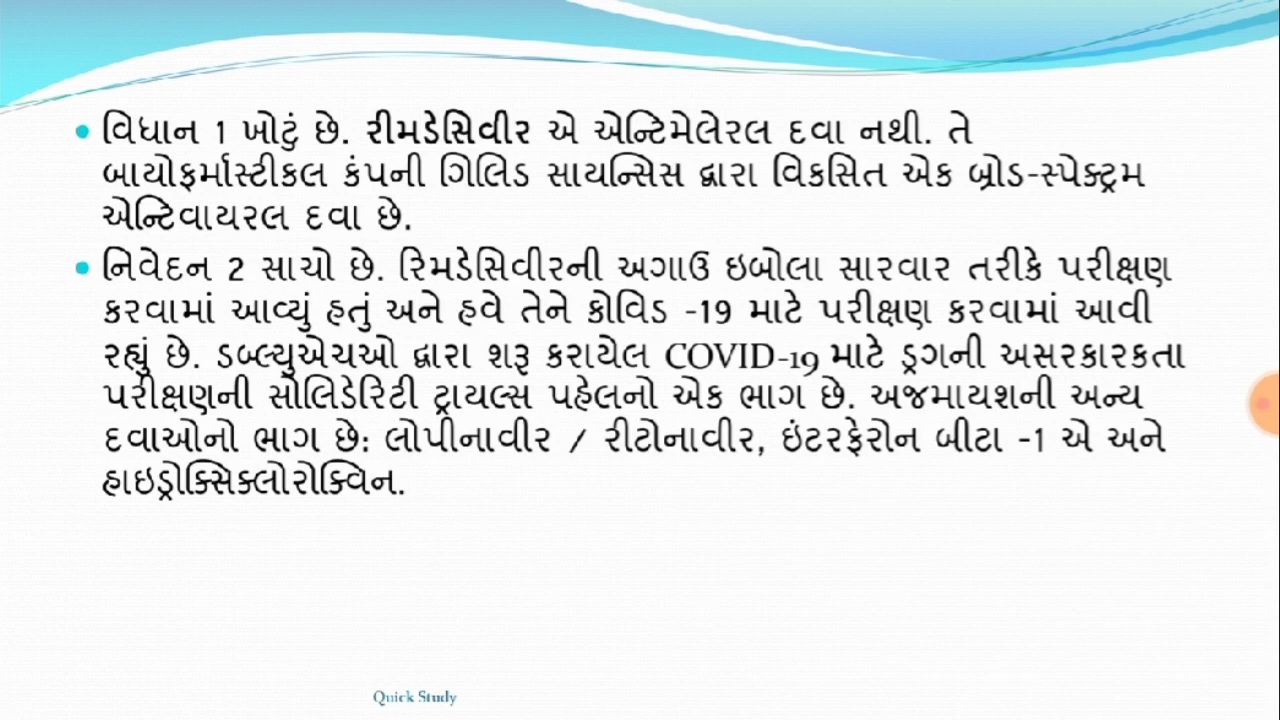 • વિધાન 1 ખોટું છે. રીમડેસિવીર એ એન્ટિમેલેરલ દવા નથી. તે
બાયોફર્માસ્ટીકલ કંપની ગિલિડ સાયન્સિસ દ્વારા વિકસિત એક બ્રોડ-સ્પેક્ટ્રમ
એન્ટિવાયરલ દવા છે.
• નિવેદન 2 સાચો છે. રિમડેસિવીરની અગાઉ ઇબોલા સારવાર તરીકે પરીક્ષણ
કરવામાં આવ્યું હતું અને હવે તેને કોવિડ -19 માટે પરીક્ષણ કરવામાં આવી
રહ્યું છે. ડબ્લ્યુએચઓ દ્વારા શરૂ કરાયેલ COVID-19 માટે ડ્રગની અસરકારકતા
પરીક્ષણની સોલિડેરિટી ટ્રાયલ્સ પહેલનો એક ભાગ છે. અજમાયશની અન્ય
દવાઓનો ભાગ છે: લોપીનાવીર / રીટોનાવીર, ઇંટરફેરોન બીટા -1 એ અને
હાઇડ્રોક્સિક્લોરોક્વિન.
Quick Study